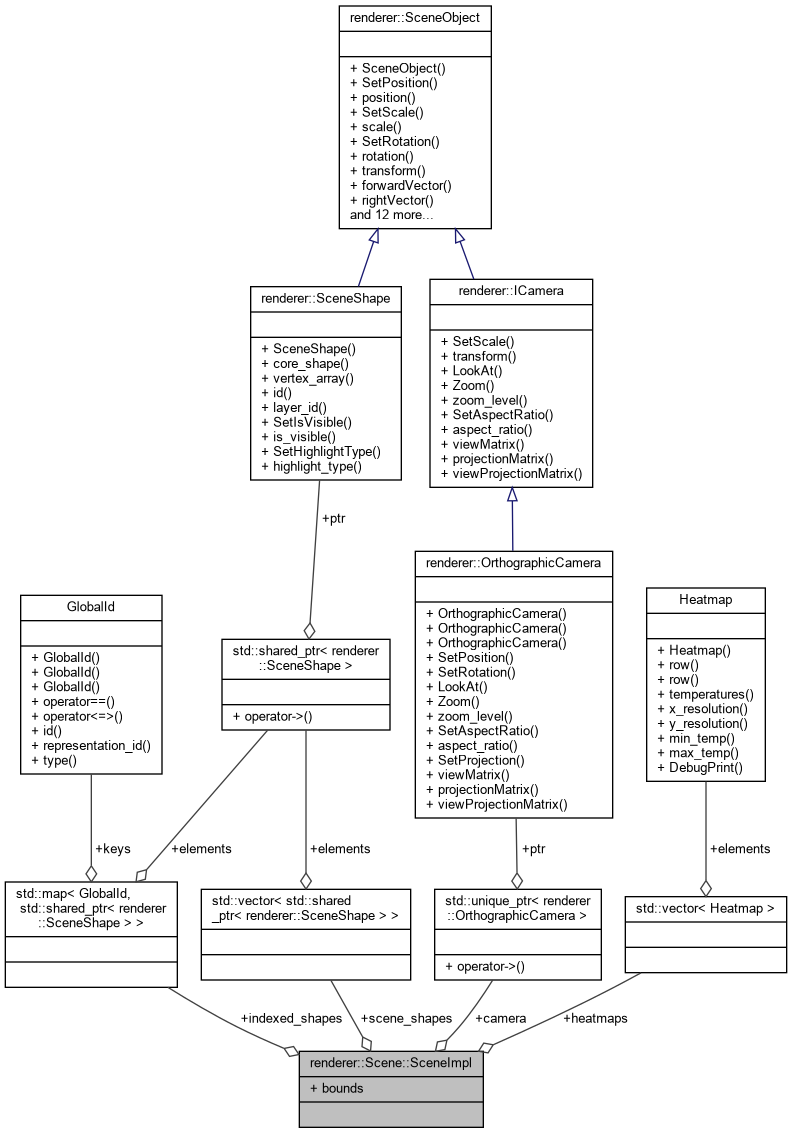 renderer::SceneObject
+ SceneObject()
+ SetPosition()
+ position()
+ SetScale()
+ scale()
+ SetRotation()
+ rotation()
+ transform()
+ forwardVector()
+ rightVector()
and 12 more...
renderer::SceneShape
+ SceneShape()
+ core_shape()
+ vertex_array()
+ id()
+ layer_id()
+ SetIsVisible()
+ is_visible()
+ SetHighlightType()
+ highlight_type()
renderer::ICamera
+ SetScale()
+ transform()
+ LookAt()
+ Zoom()
+ zoom_level()
+ SetAspectRatio()
+ aspect_ratio()
+ viewMatrix()
+ projectionMatrix()
+ viewProjectionMatrix()
+ptr
GlobalId
+ GlobalId()
+ GlobalId()
+ GlobalId()
+ operator==()
+ operator<=>()
+ id()
+ representation_id()
+ type()
std::shared_ptr< renderer
::SceneShape >
+ operator->()
renderer::OrthographicCamera
+ OrthographicCamera()
+ OrthographicCamera()
+ OrthographicCamera()
+ SetPosition()
+ SetRotation()
+ LookAt()
+ Zoom()
+ zoom_level()
+ SetAspectRatio()
+ aspect_ratio()
+ SetProjection()
+ viewMatrix()
+ projectionMatrix()
+ viewProjectionMatrix()
Heatmap
+ Heatmap()
+ row()
+ row()
+ temperatures()
+ x_resolution()
+ y_resolution()
+ min_temp()
+ max_temp()
+ DebugPrint()
+keys
+elements
+elements
+ptr
+elements
std::map< GlobalId,
std::shared_ptr< renderer
::SceneShape > >
std::vector< std::shared
_ptr< renderer::SceneShape > >
std::unique_ptr< renderer
::OrthographicCamera >
+ operator->()
std::vector< Heatmap >
+indexed_shapes
+scene_shapes
+camera
+heatmaps
renderer::Scene::SceneImpl
+ bounds